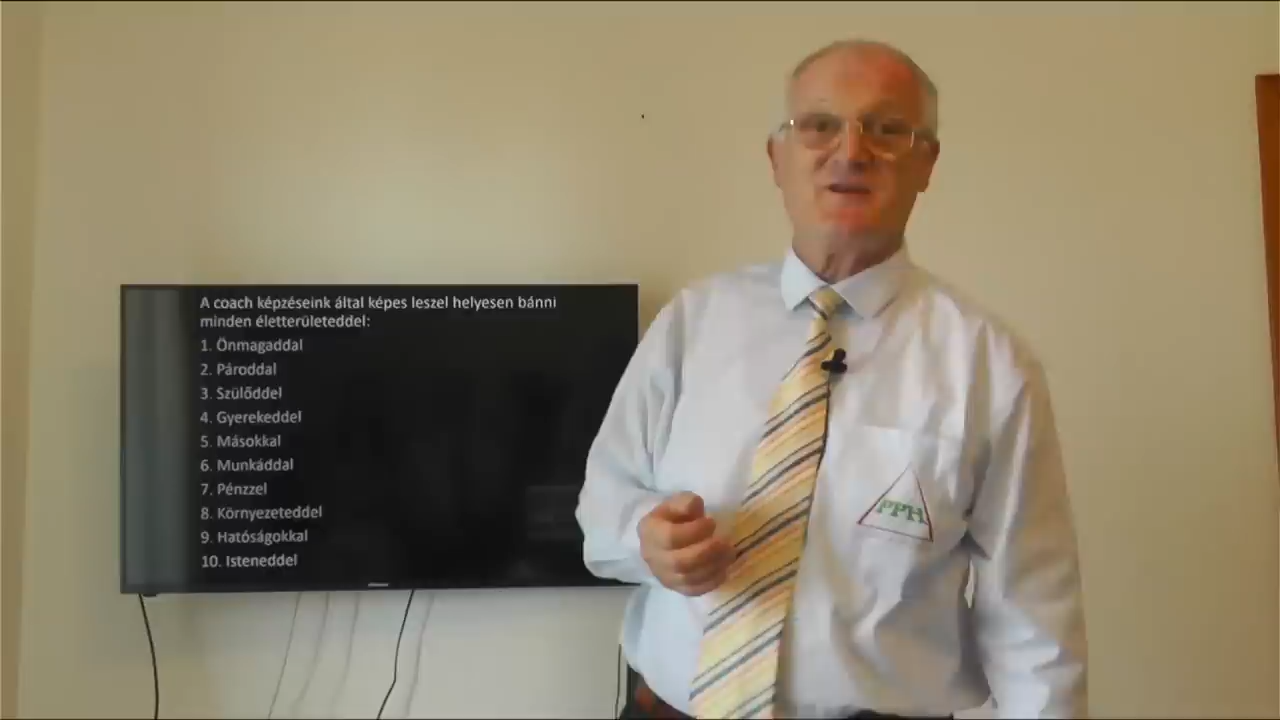 A coach képzéseink által képes leszel helyesen bánni
minden életterületeddel:
1. Önmagaddal
2. Pároddal
3. Szülőddel
4. Gyerekeddel
5. Másokkal
6. Munkáddal
7. Pénzzel
8. Környezeteddel
9. Hatóságokkal
10. Isteneddel
PPH